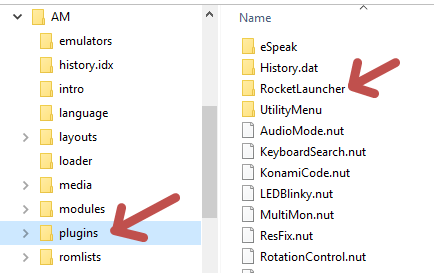 AM
emulators
history.idx
intro
language
layouts
loader
media
modules
plugins
romlists
Name
eSpeak
History.dat
RocketLauncher
UtilityMenu
AudioMode.nut
KeyboardSearch.nut
KonamiCode.nut
LEDBlinky.nut
MultiMon.nut
ResFix.nut
RotationControl.nut